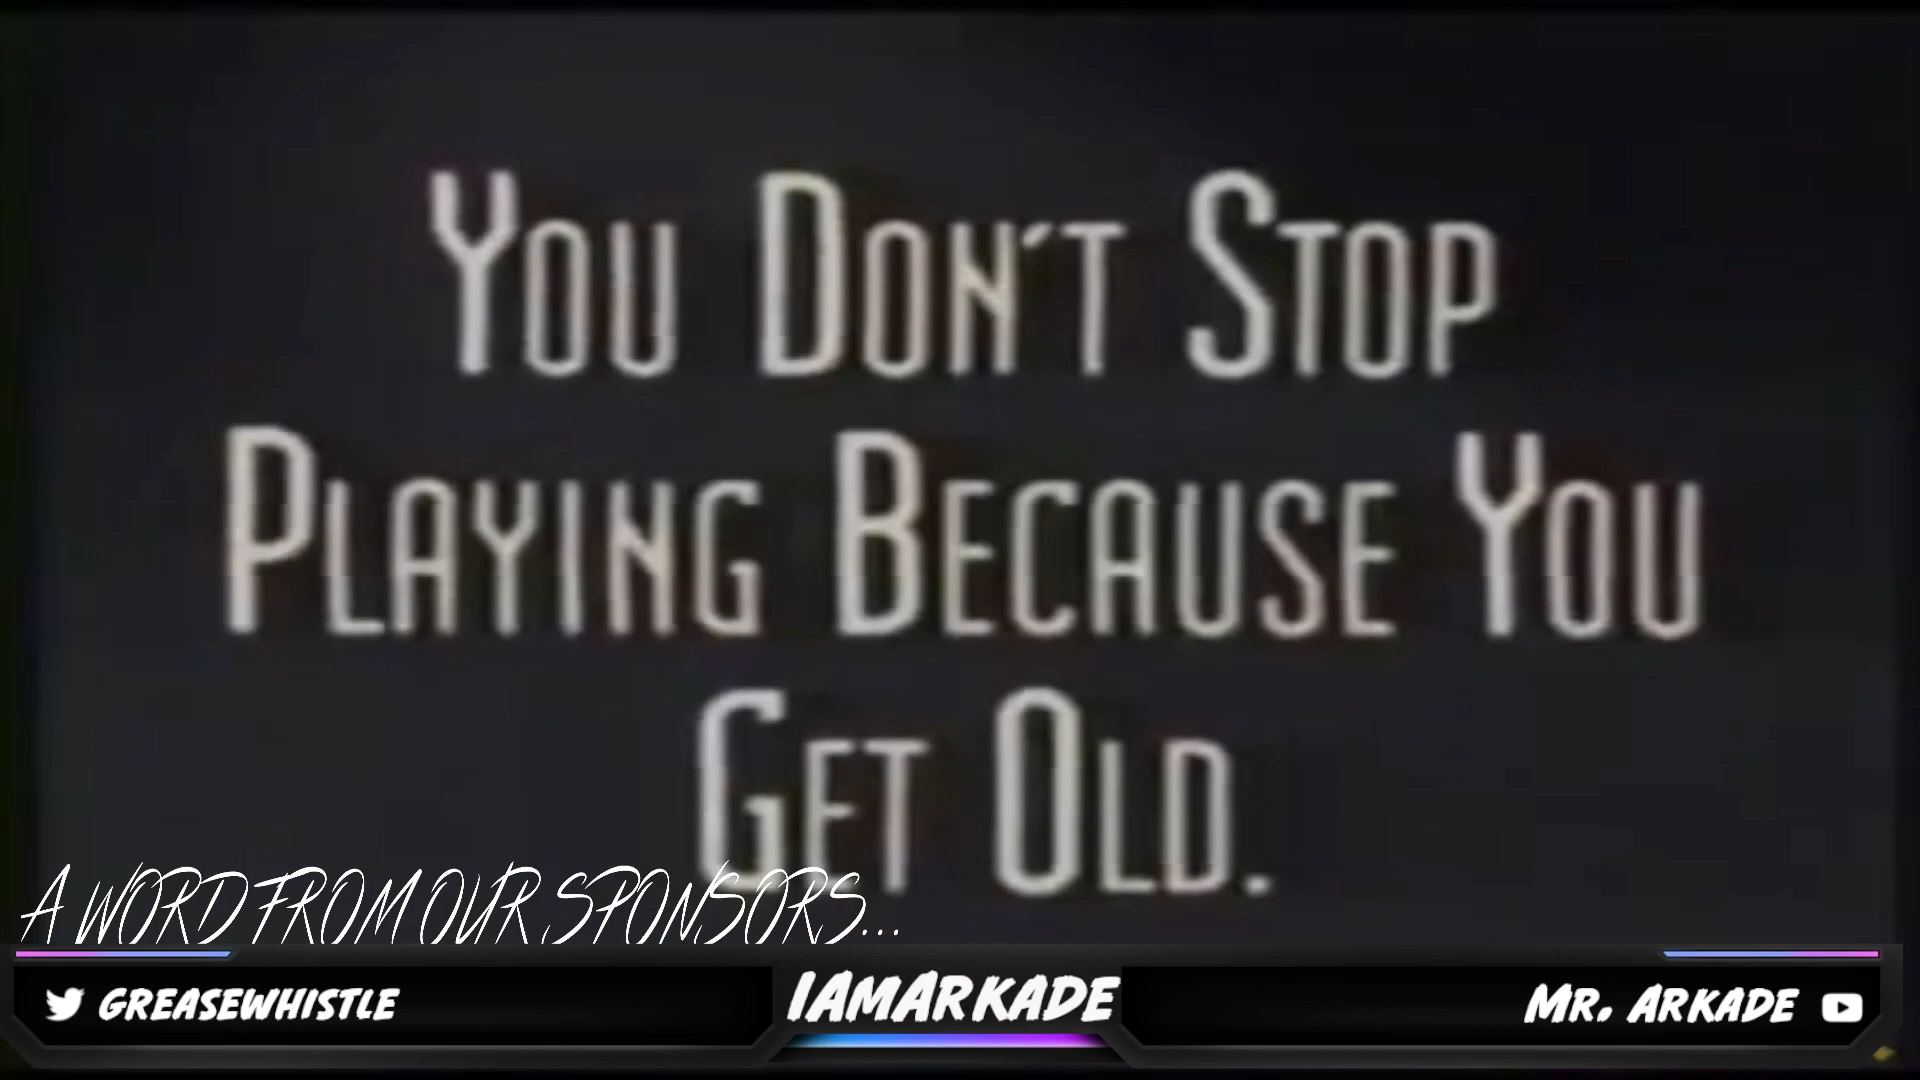 You Don't Stop
Playing Because You
Get Old.
A WORD FROM OUR SPONSORS...
GREASEWHISTLE
IAMARKADE
MR. ARKADE